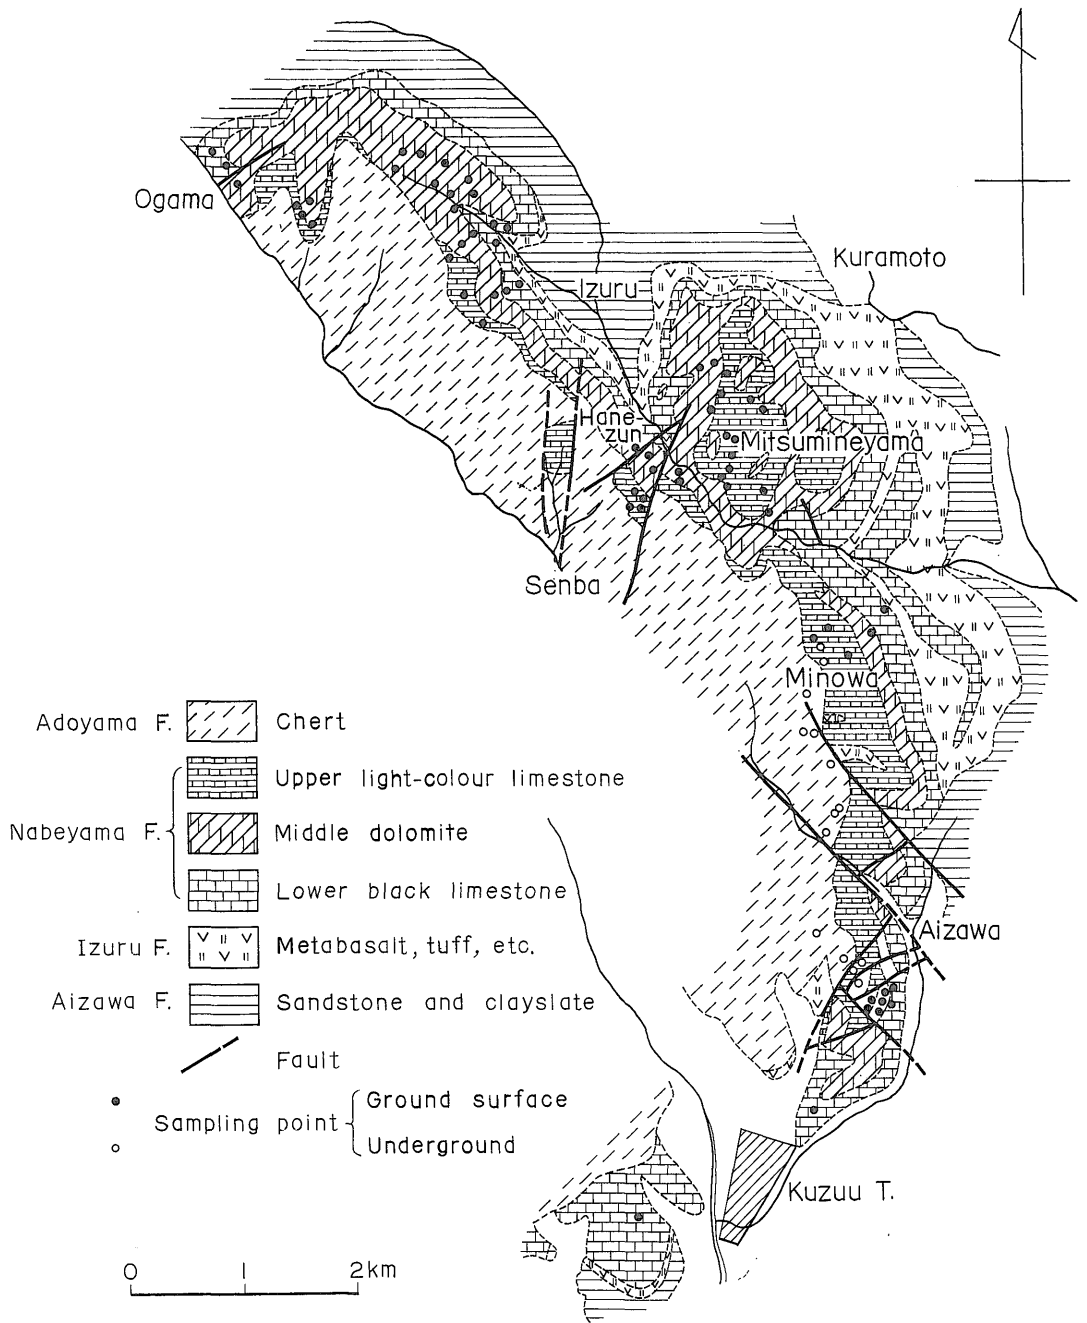 Ogama
Kuramoto
Izuru
Hane-
zun
Mitsumineyama
Senba
Minowa
Adoyama F. Chert
Upper light-colour limestone
Nabeyama F. Middle dolomite
Lower black limestone
Izuru F. Metabasalt, tuff, etc.
Aizawa
Aizawa F. Sandstone and clayslate
Fault
Sampling point
Ground surface
Underground
Kuzuu T.
0 1 2km